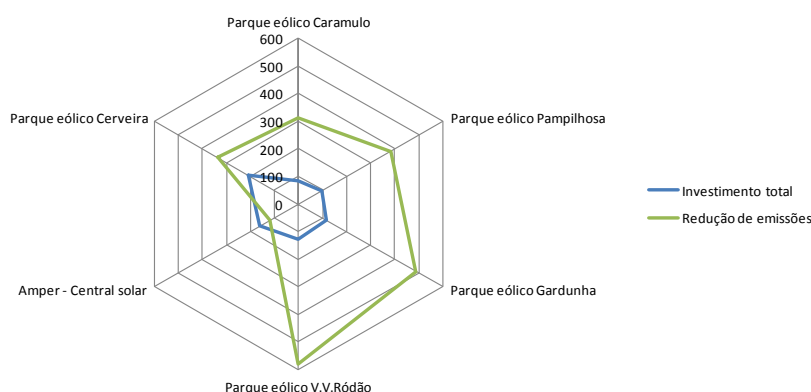 Parque eólico Caramulo
600
500
400
300
200
100
0
Parque eólico Pampilhosa
Parque eólico Gardunha
Parque eólico V.V.Ródão
Amper - Central solar
Parque eólico Cerveira
Investimento total
Redução de emissões